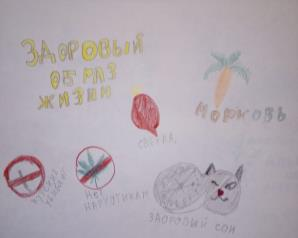 ЗДОРОВЫЙ
ОБРАЗ
ЖИЗНИ
МОРКОВЬ
СВЕКЛА,
НЕТ
НАРКОТИКАМ
ЗДОРОВЫЙ СОН